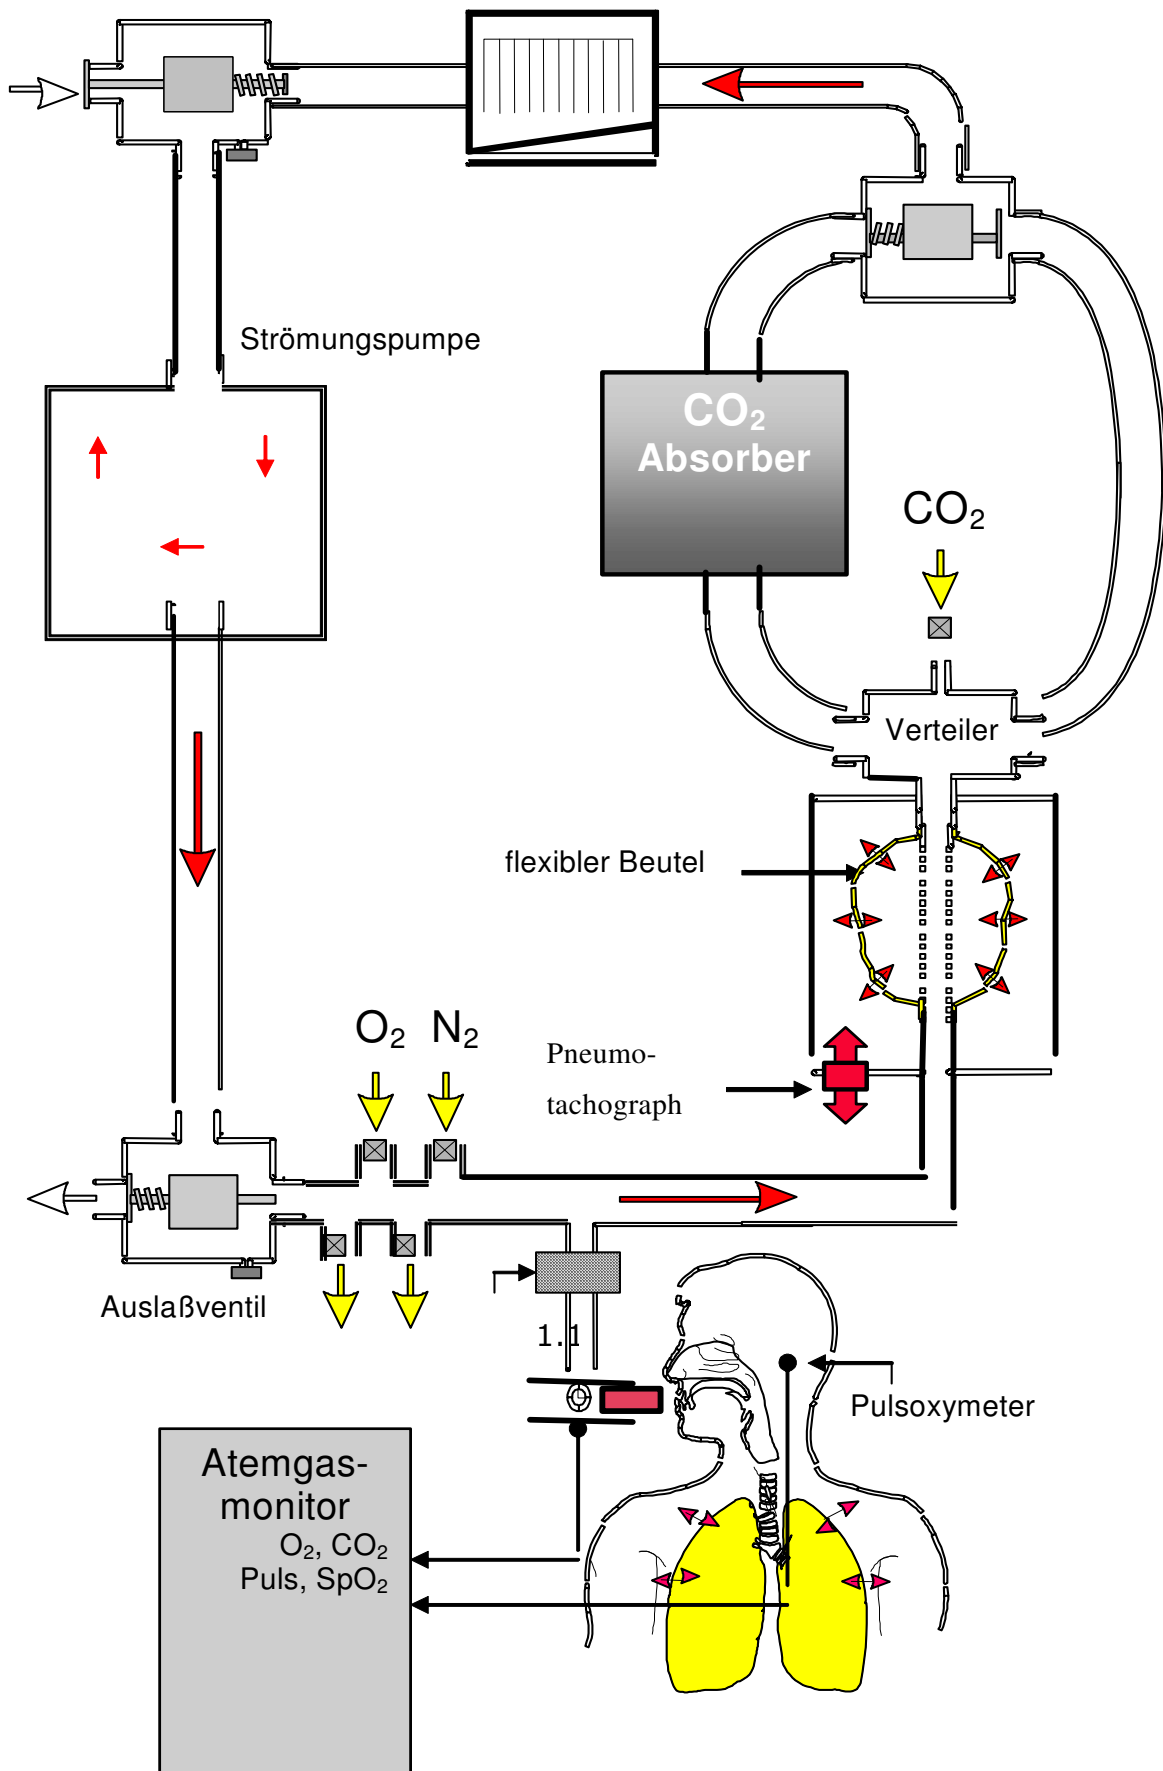 Strömungspumpe
CO₂
Absorber
CO₂
Verteiler
flexibler Beutel
O₂ N₂
Pneumo-
tachograph
Auslaßventil
1.1
Pulsoxymeter
Atemgas-
monitor
O₂, CO₂
Puls, SpO₂